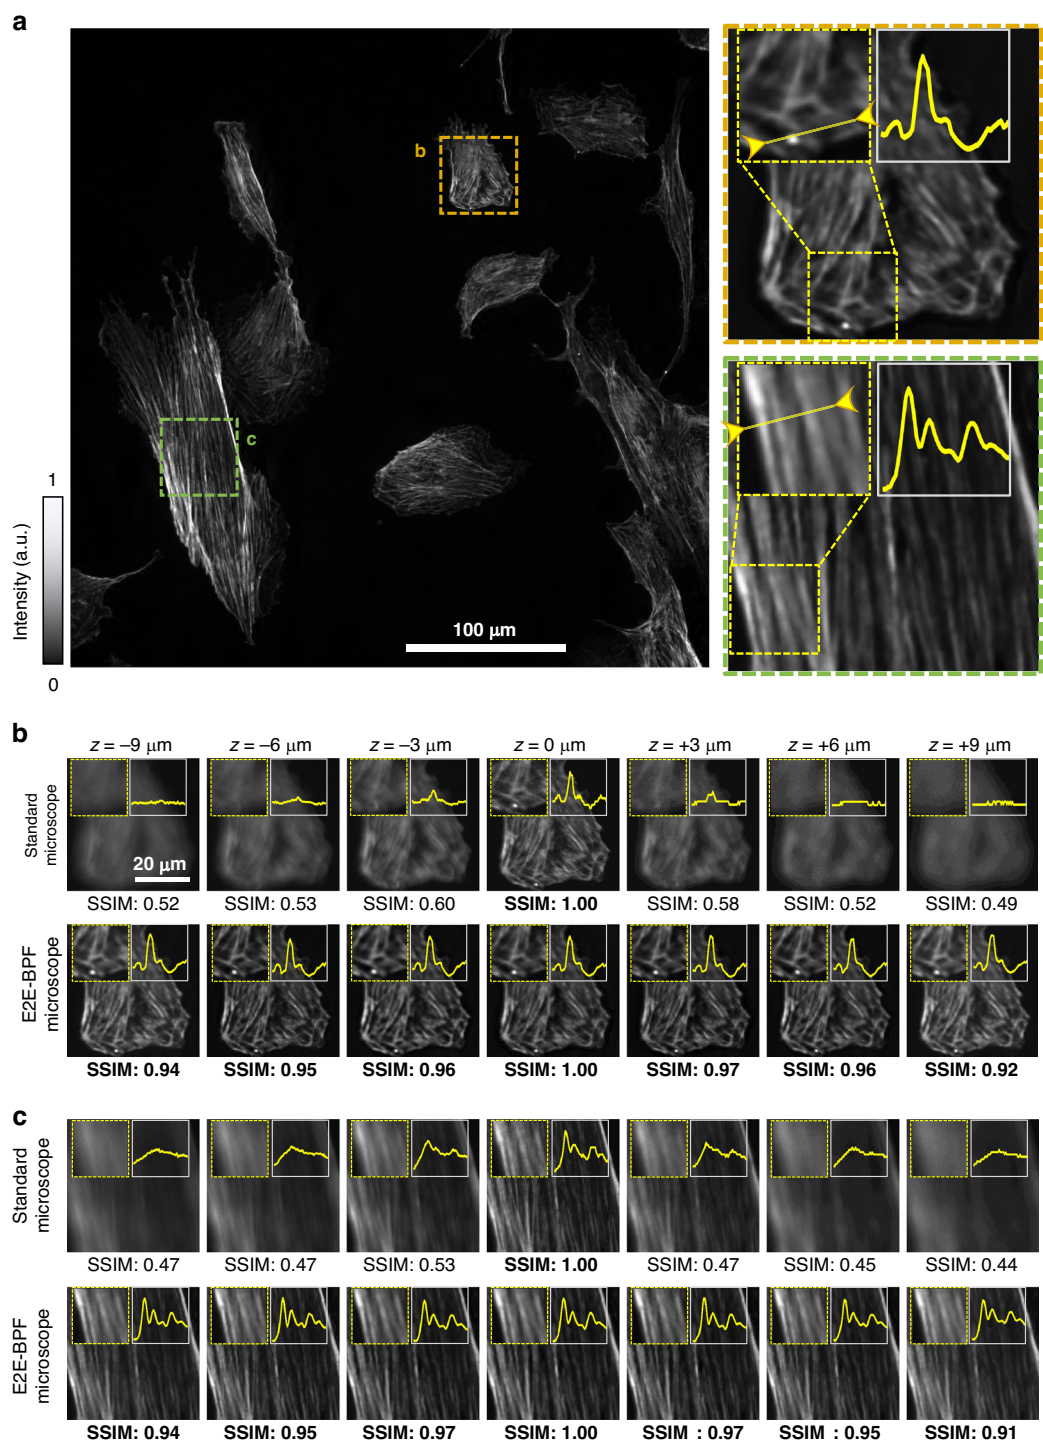 a
b
c
1
Intensity (a.u.)
0
100 μm
b
z = –9 μm z = –6 μm z = –3 μm z = 0 μm z = +3 μm z = +6 μm z = +9 μm
Standard
microscope
20 μm
SSIM: 0.52 SSIM: 0.53 SSIM: 0.60 SSIM: 1.00 SSIM: 0.58 SSIM: 0.52 SSIM: 0.49
E2E-BPF
microscope
SSIM: 0.94 SSIM: 0.95 SSIM: 0.96 SSIM: 1.00 SSIM: 0.97 SSIM: 0.96 SSIM: 0.92
c
Standard
microscope
SSIM: 0.47 SSIM: 0.47 SSIM: 0.53 SSIM: 1.00 SSIM: 0.47 SSIM: 0.45 SSIM: 0.44
E2E-BPF
microscope
SSIM: 0.94 SSIM: 0.95 SSIM: 0.97 SSIM: 1.00 SSIM : 0.97 SSIM : 0.95 SSIM: 0.91